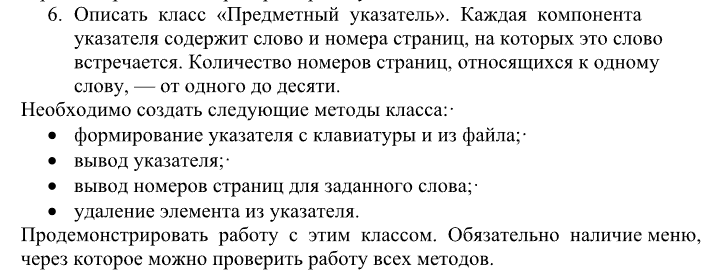 6. Описать класс «Предметный указатель». Каждая компонента
указателя содержит слово и номера страниц, на которых это слово
встречается. Количество номеров страниц, относящихся к одному
слову, — от одного до десяти.
Необходимо создать следующие методы класса:·
• формирование указателя с клавиатуры и из файла;·
• вывод указателя;·
• вывод номеров страниц для заданного слова;·
• удаление элемента из указателя.
Продемонстрировать работу с этим классом. Обязательно наличие меню,
через которое можно проверить работу всех методов.